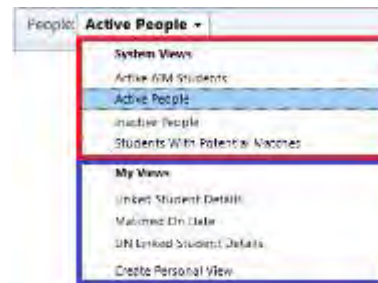 People: Active People
System Views
Active AIM Students
Active People
Inactive People
Students With Potential Matches
My Views
Linked Student Details
Matched On Date
UN Linked Student Details
Create Personal View